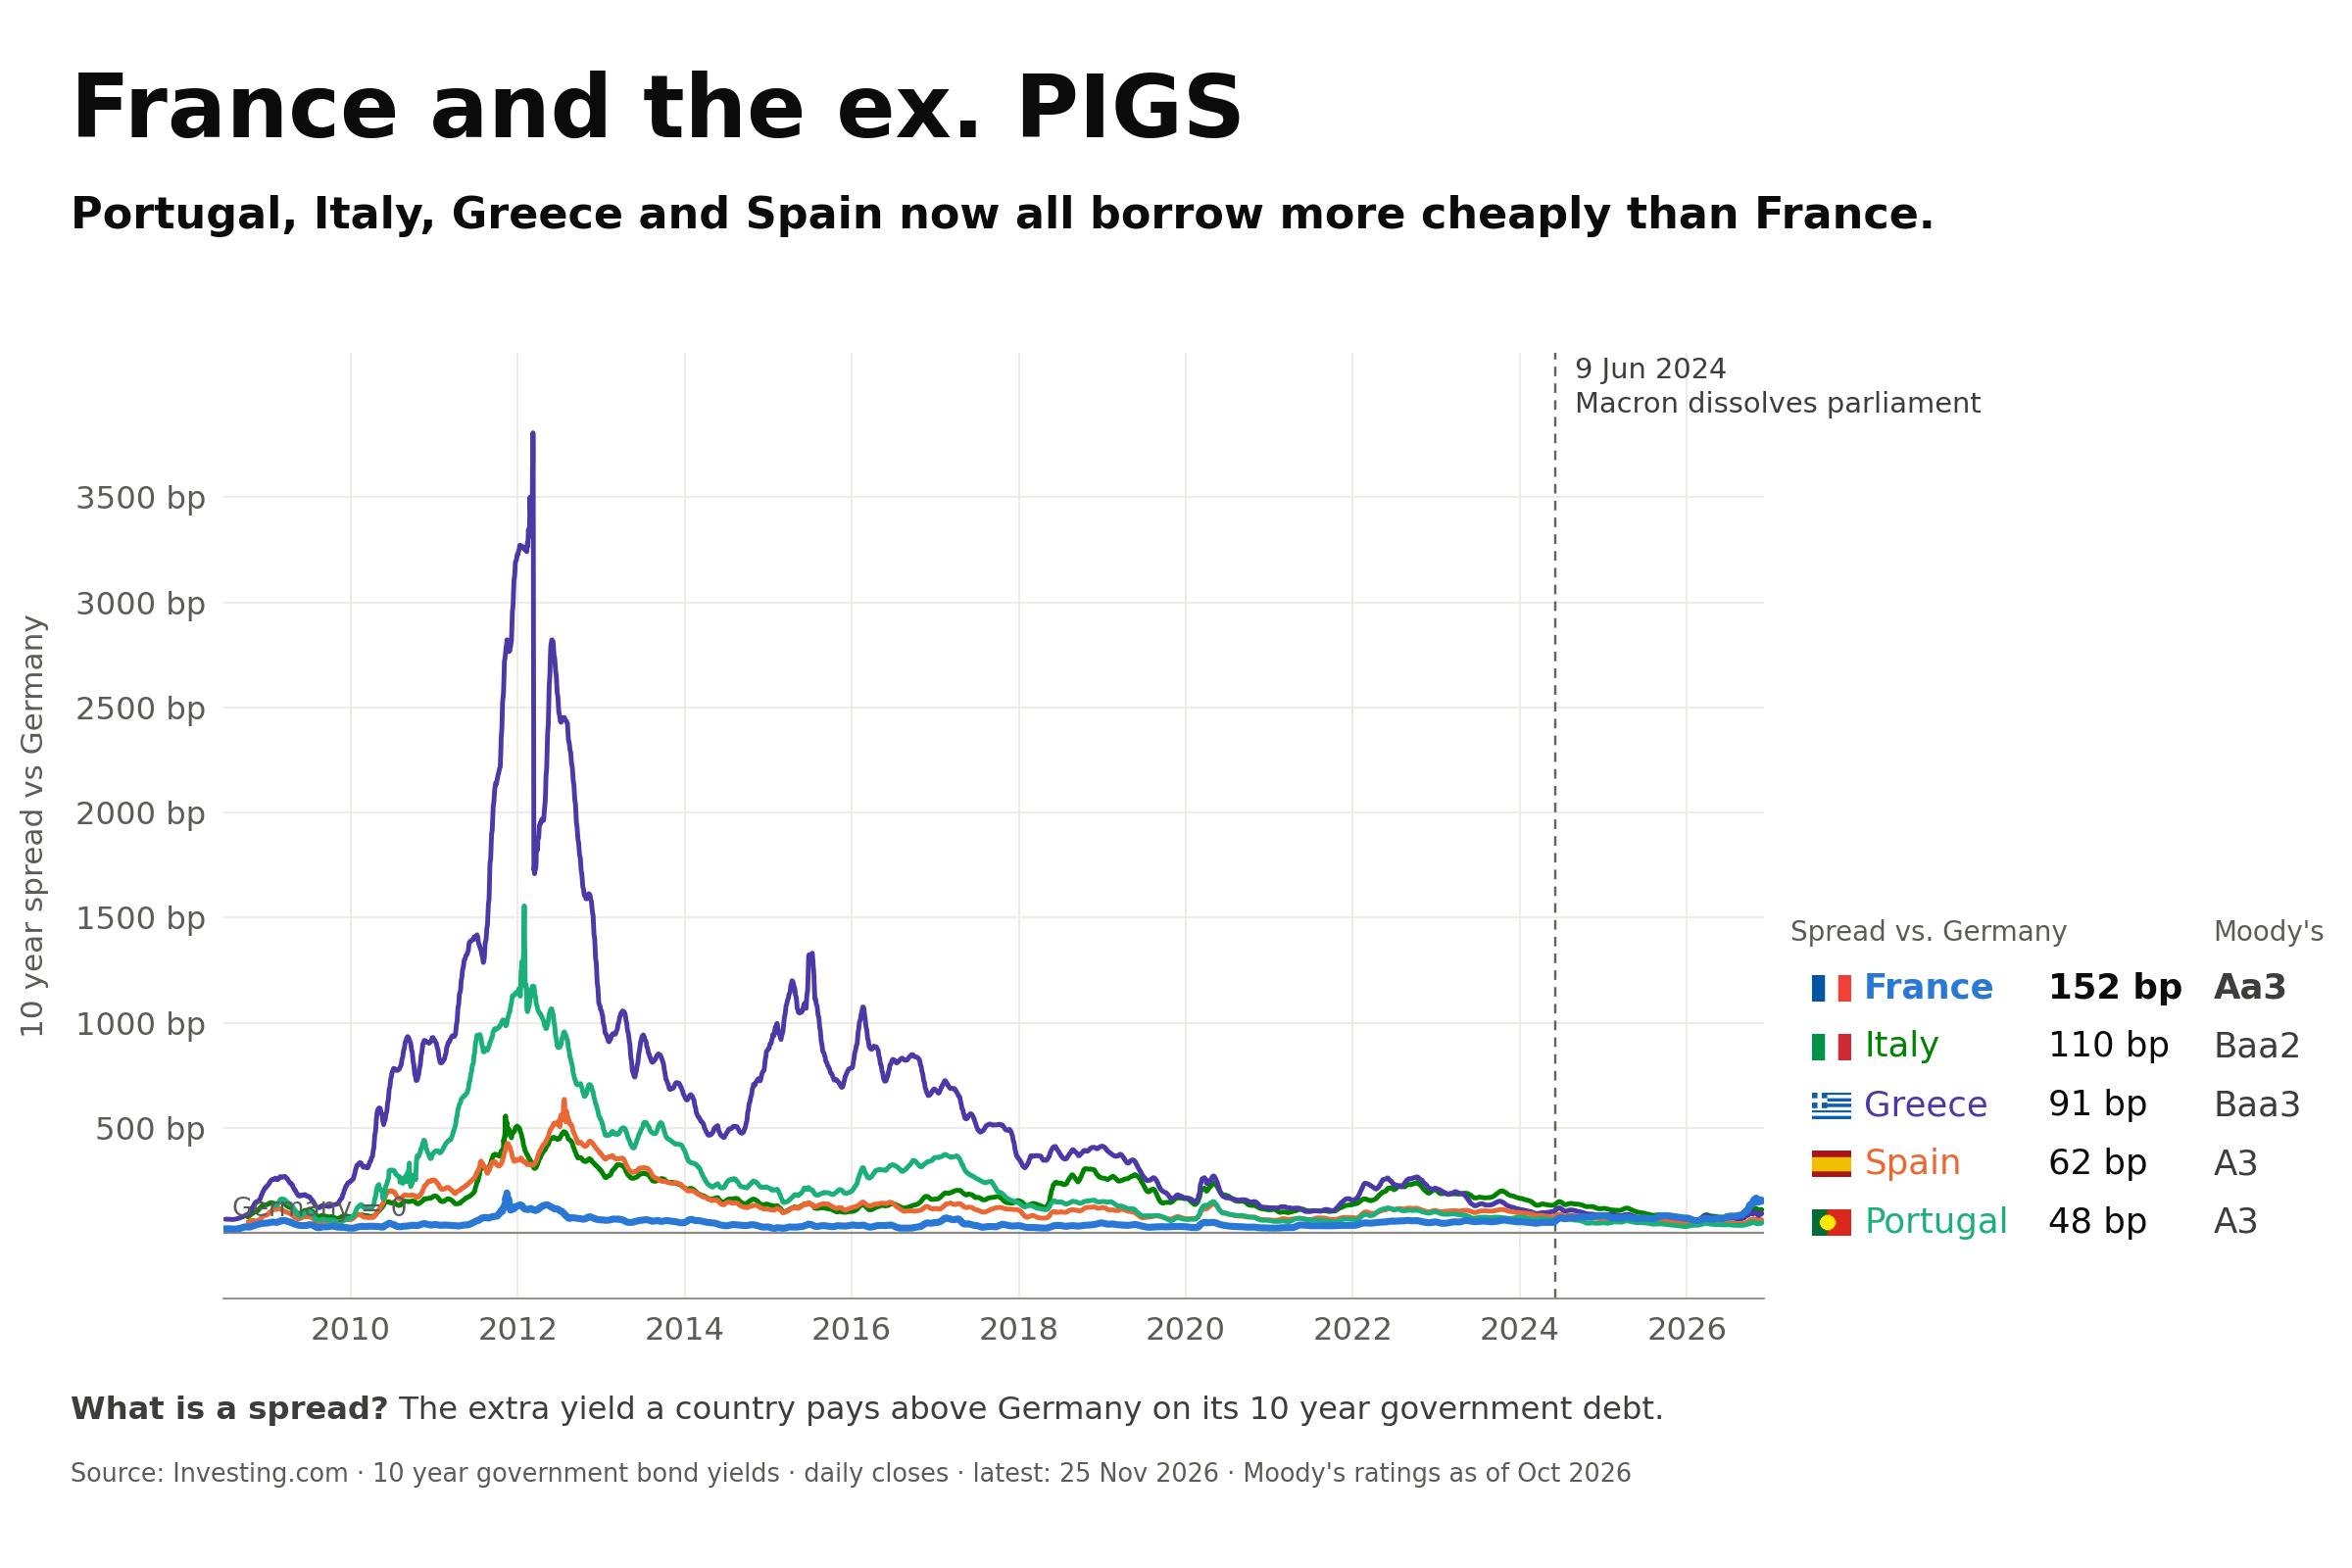 France and the ex. PIGS
Portugal, Italy, Greece and Spain now all borrow more cheaply than France.
9 Jun 2024
Macron dissolves parliament
10 year spread vs Germany
3500 bp
3000 bp
2500 bp
2000 bp
1500 bp
1000 bp
500 bp
Germany = 0
2010 2012 2014 2016 2018 2020 2022 2024 2026
Spread vs. Germany Moody's
France 152 bp Aa3
Italy 110 bp Baa2
Greece 91 bp Baa3
Spain 62 bp A3
Portugal 48 bp A3
What is a spread? The extra yield a country pays above Germany on its 10 year government debt.
Source: Investing.com · 10 year government bond yields · daily closes · latest: 25 Nov 2026 · Moody's ratings as of Oct 2026